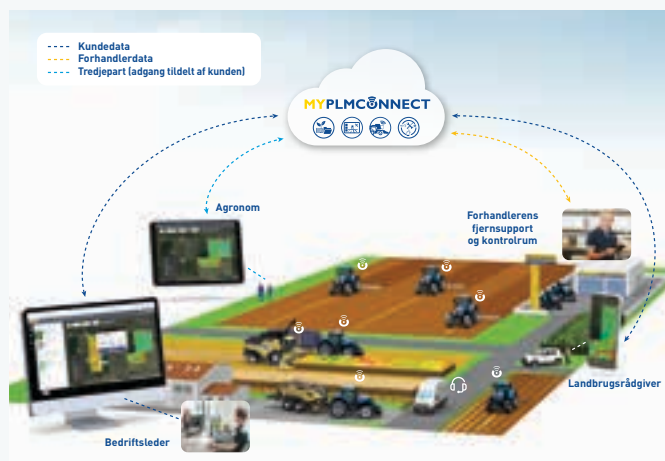 Kundedata
Forhandlerdata
Tredjepart (adgang tildelt af kunden)
MYPLMCONNECT
Agronom
Forhandlerens
fjernsupport
og kontrolrum
Landbrugsrådgiver
Bedriftsleder